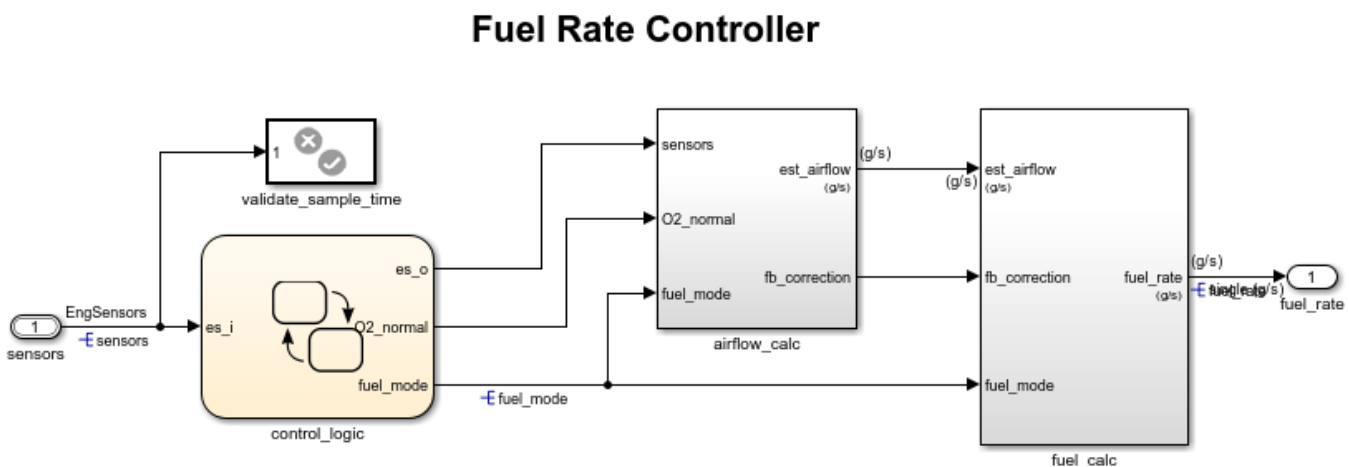 Fuel Rate Controller
1
validate_sample_time
1
EngSensors
sensors
sensors
es_i
es_o
O2_normal
fuel_mode
control_logic
fuel_mode
sensors
O2_normal
fuel_mode
est_airflow
(g/s)
fb_correction
airflow_calc
(g/s)
(g/s)
est_airflow
(g/s)
fb_correction
fuel_mode
fuel_rate
(g/s)
fuel_calc
(g/s)
1
fuel_rate